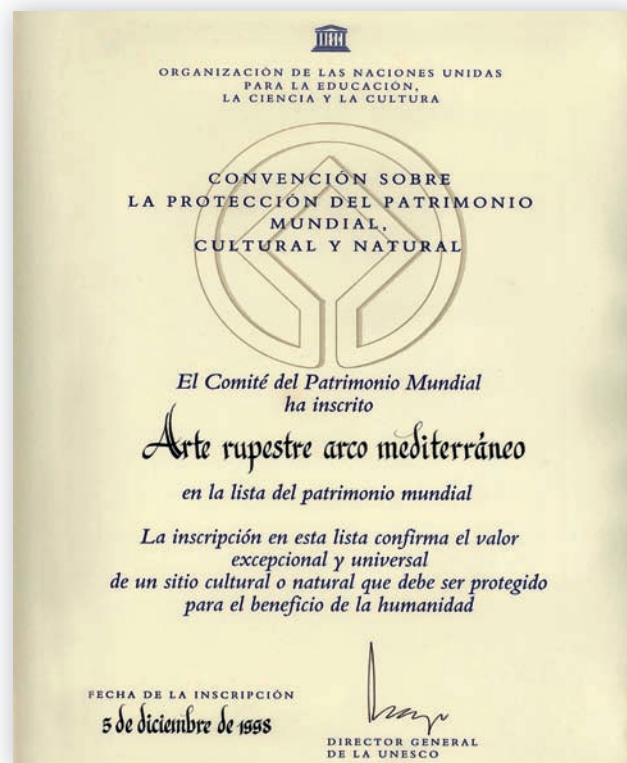 ORGANIZACIÓN DE LAS NACIONES UNIDAS
PARA LA EDUCACIÓN,
LA CIENCIA Y LA CULTURA
CONVENCIÓN SOBRE
LA PROTECCIÓN DEL PATRIMONIO
MUNDIAL,
CULTURAL Y NATURAL
El Comité del Patrimonio Mundial
ha inscrito
Arte rupestre arco mediterráneo
en la lista del patrimonio mundial
La inscripción en esta lista confirma el valor
excepcional y universal
de un sitio cultural o natural que debe ser protegido
para el beneficio de la humanidad
FECHA DE LA INSCRIPCIÓN
5 de diciembre de 1998
DIRECTOR GENERAL
DE LA UNESCO